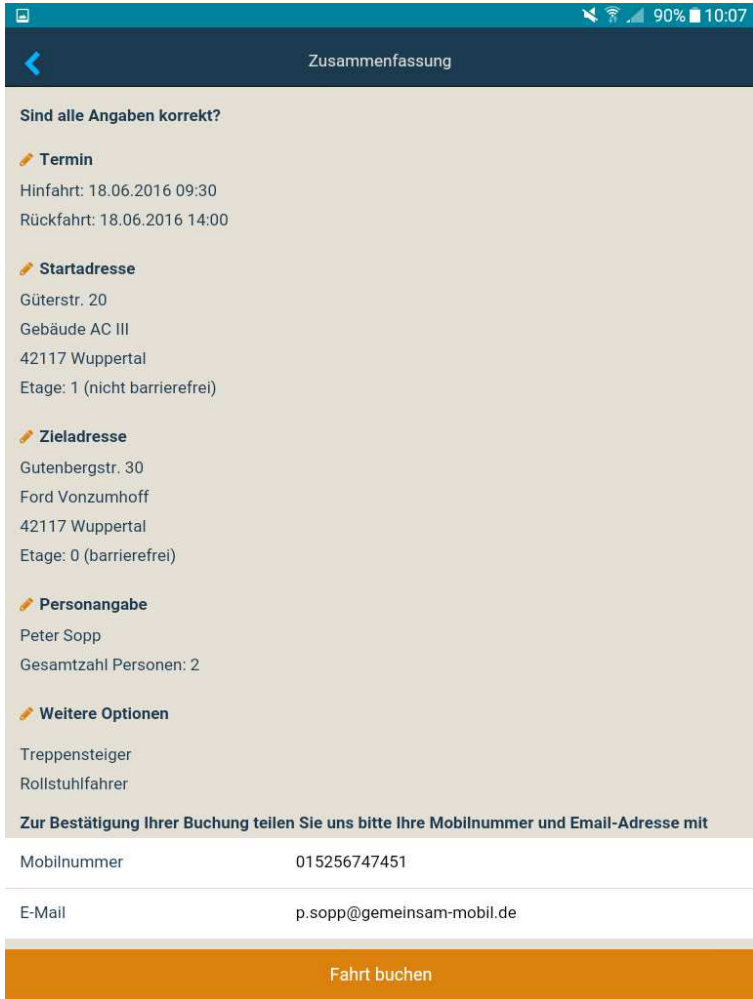 90% 10:07
Zusammenfassung
Sind alle Angaben korrekt?
Termin
Hinfahrt: 18.06.2016 09:30
Rückfahrt: 18.06.2016 14:00
Startadresse
Güterstr. 20
Gebäude AC III
42117 Wuppertal
Etage: 1 (nicht barrierefrei)
Zieladresse
Gutenbergstr. 30
Ford Vonzumhoff
42117 Wuppertal
Etage: 0 (barrierefrei)
Personangabe
Peter Sopp
Gesamtzahl Personen: 2
Weitere Optionen
Treppensteiger
Rollstuhlfahrer
Zur Bestätigung Ihrer Buchung teilen Sie uns bitte Ihre Mobilnummer und Email-Adresse mit
Mobilnummer 015256747451
E-Mail p.sopp@gemeinsam-mobil.de
Fahrt buchen